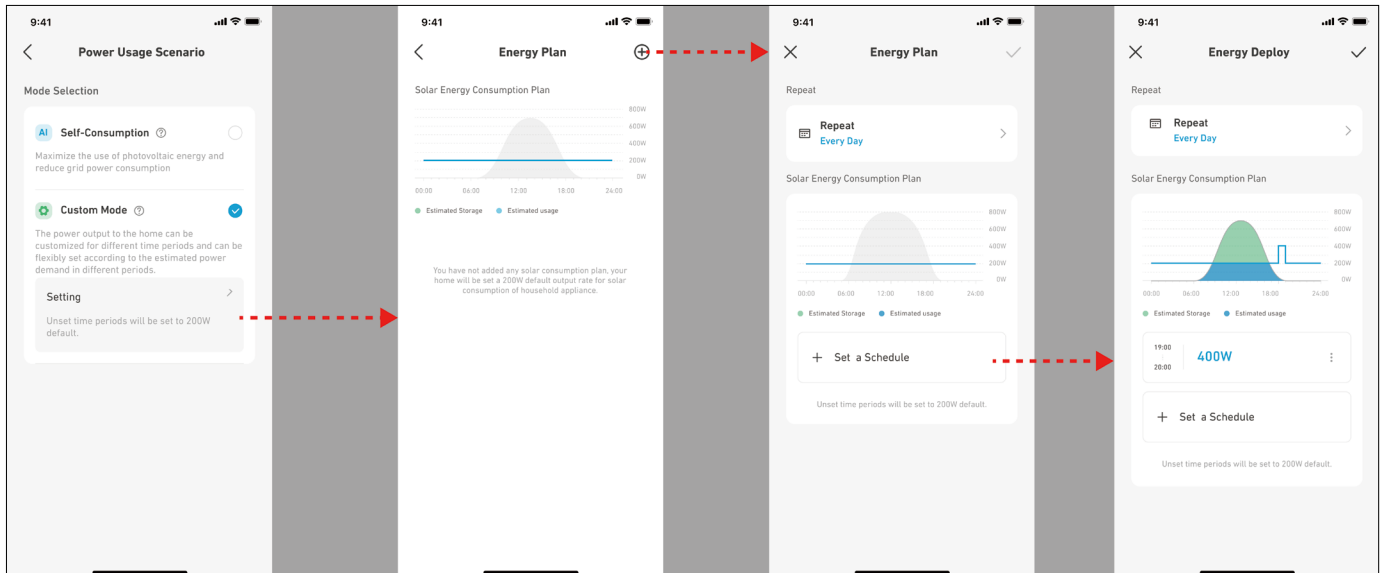 9:41
Power Usage Scenario
Mode Selection
AI Self-Consumption ?
Maximize the use of photovoltaic energy and
reduce grid power consumption
Custom Mode ?
The power output to the home can be
customized for different time periods and can be
flexibly set according to the estimated power
demand in different periods.
Setting
Unset time periods will be set to 200W
default.
9:41
Energy Plan
Solar Energy Consumption Plan
800W
600W
400W
200W
0W
00:00 06:00 12:00 18:00 24:00
Estimated Storage Estimated usage
You have not added any solar consumption plan, your
home will be set a 200W default output rate for solar
consumption of household appliance.
9:41
Energy Plan
Repeat
Repeat
Every Day
Solar Energy Consumption Plan
800W
600W
400W
200W
0W
00:00 06:00 12:00 18:00 24:00
Estimated Storage Estimated usage
+ Set a Schedule
Unset time periods will be set to 200W default.
9:41
Energy Deploy
Repeat
Repeat
Every Day
Solar Energy Consumption Plan
800W
600W
400W
200W
0W
00:00 06:00 12:00 18:00 24:00
Estimated Storage Estimated usage
19:00
400W
20:00
+ Set a Schedule
Unset time periods will be set to 200W default.